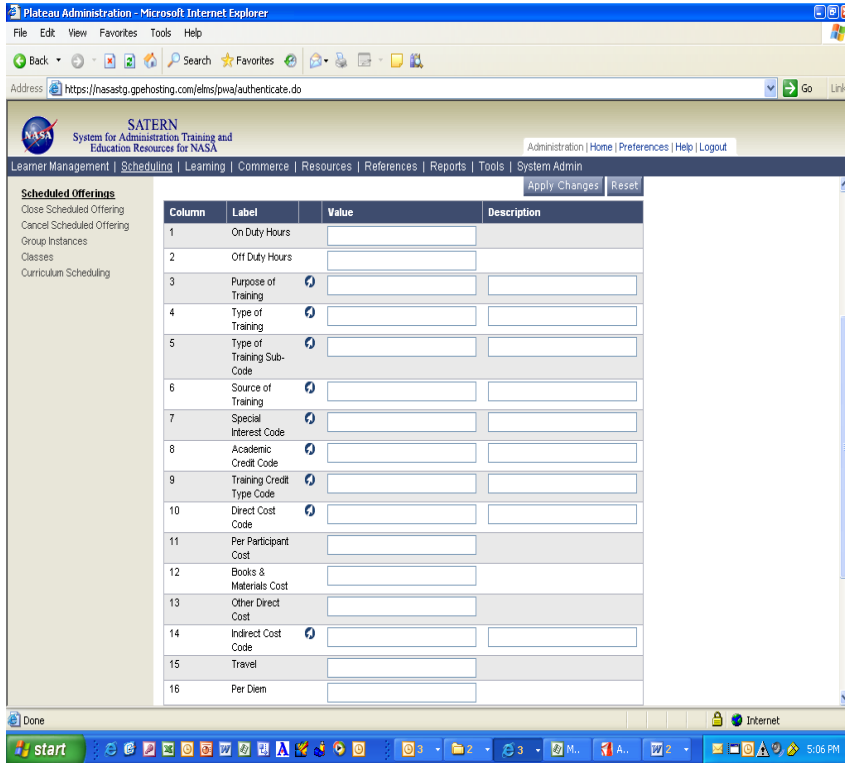 Plateau Administration - Microsoft Internet Explorer
File Edit View Favorites Tools Help
Back Search Favorites
Address https://nasastg.gpehosting.com/elms/pwa/authenticate.do Go Link
NASA
SATERN
System for Administration Training and
Education Resources for NASA
Administration | Home | Preferences | Help | Logout
Learner Management | Scheduling | Learning | Commerce | Resources | References | Reports | Tools | System Admin
Apply Changes Reset
Scheduled Offerings
Close Scheduled Offering
Cancel Scheduled Offering
Group Instances
Classes
Curriculum Scheduling
Column Label Value Description
1 On Duty Hours
2 Off Duty Hours
3 Purpose of
Training
4 Type of
Training
5 Type of
Training Sub-
Code
6 Source of
Training
7 Special
Interest Code
8 Academic
Credit Code
9 Training Credit
Type Code
10 Direct Cost
Code
11 Per Participant
Cost
12 Books &
Materials Cost
13 Other Direct
Cost
14 Indirect Cost
Code
15 Travel
16 Per Diem
Done Internet
start 3 2 3 M.. A.. 2 5:06 PM